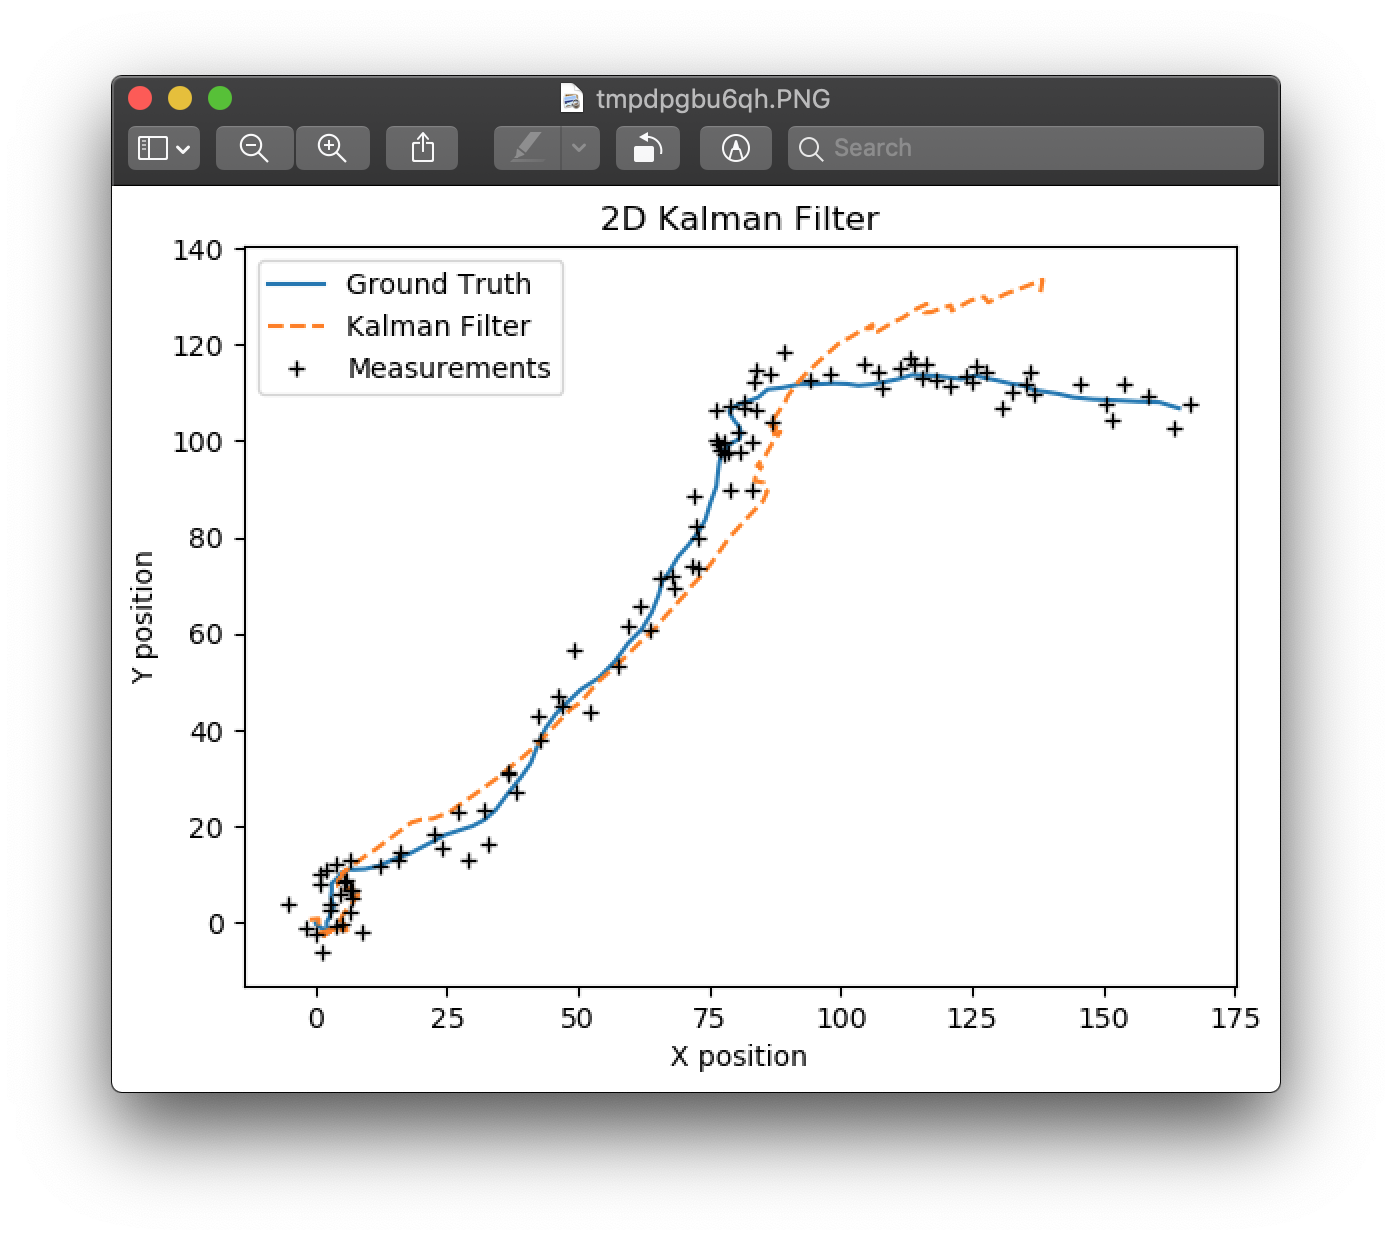 tmpdpgbu6qh.PNG
Search
2D Kalman Filter
140
120
100
80
60
40
20
0
Y position
Ground Truth
Kalman Filter
Measurements
0 25 50 75 100 125 150 175
X position